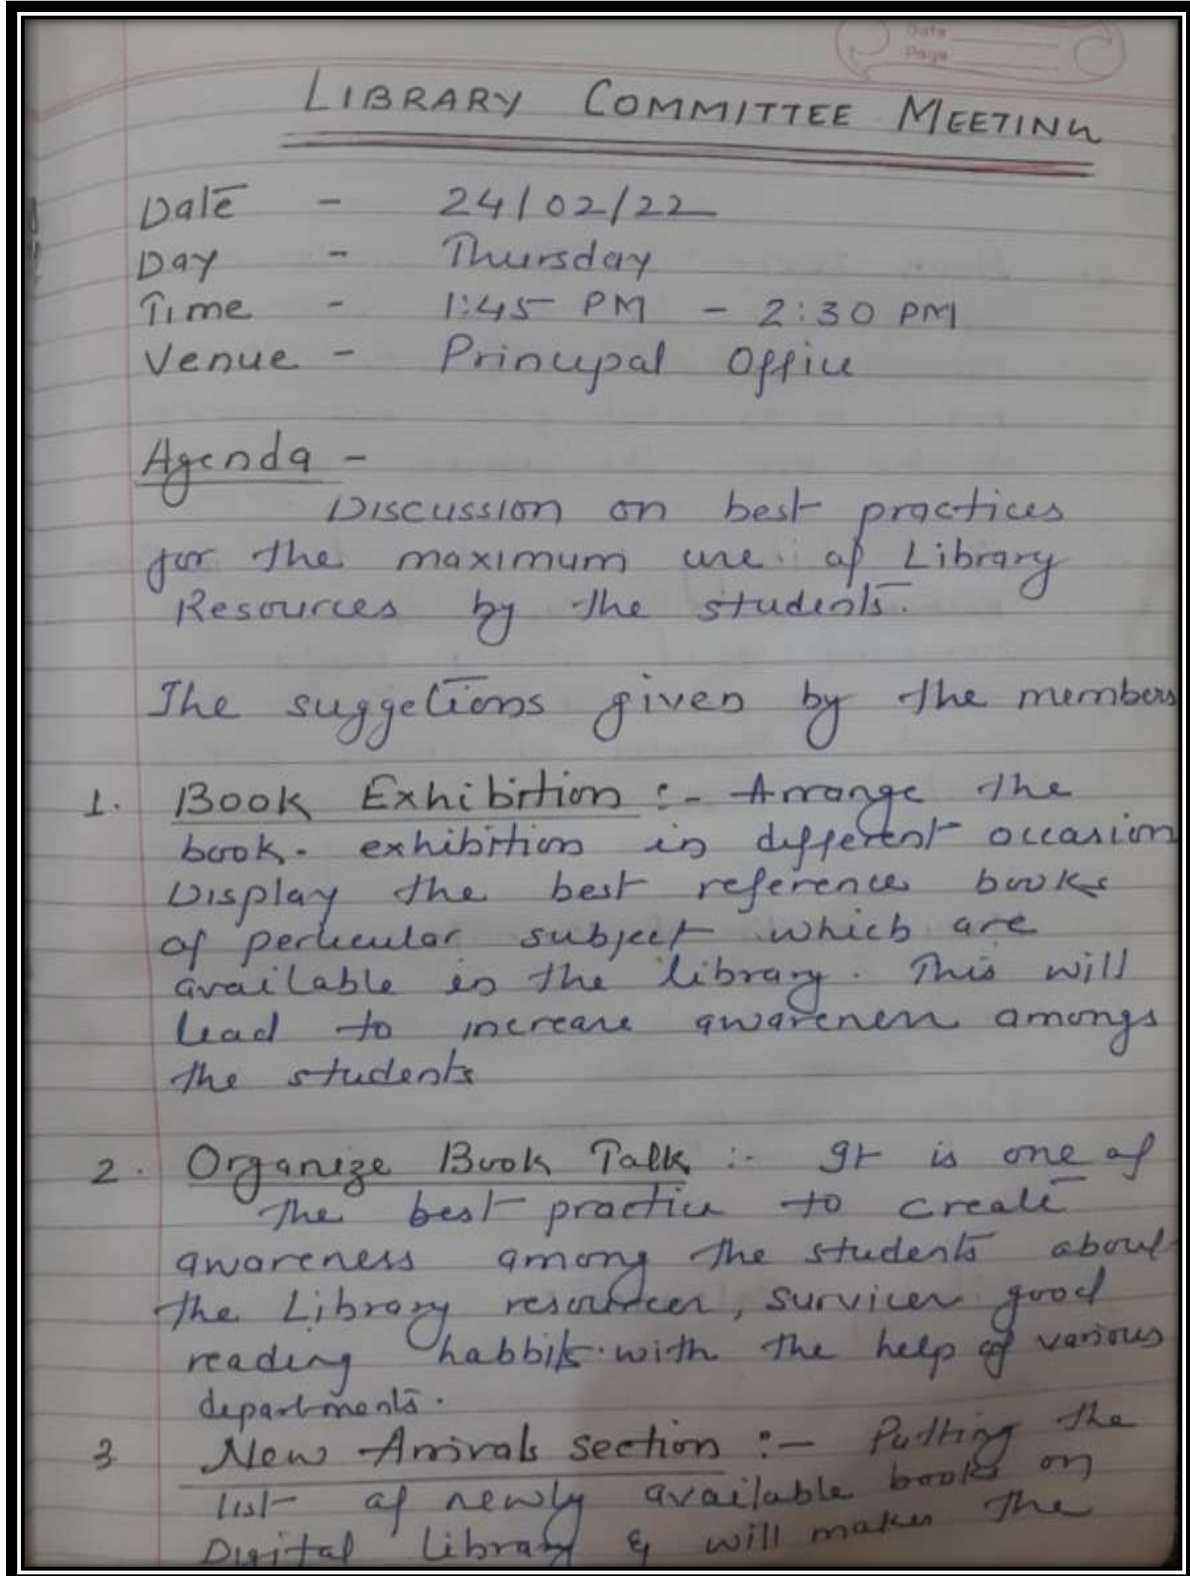 Date
Page
LIBRARY COMMITTEE MEETING
Date - 24/02/22
Day - Thursday
Time - 1:45 PM - 2:30 PM
Venue - Principal Office
Agenda -
Discussion on best practices
for the maximum use of Library
Resources by the students.
The suggetions given by the members
1. Book Exhibition :- Arrange the
book exhibition in different occasion
Display the best reference books
of perticular subject which are
available in the library. This will
lead to increase awareness amongs
the students
2. Organize Book Talk :- It is one of
the best practice to create
awareness among the students about
the Library resources, survices good
reading habbits with the help of various
departments.
3 New Arrivals section :- Putting the
list of newly available books on
Digital Library & will makes the